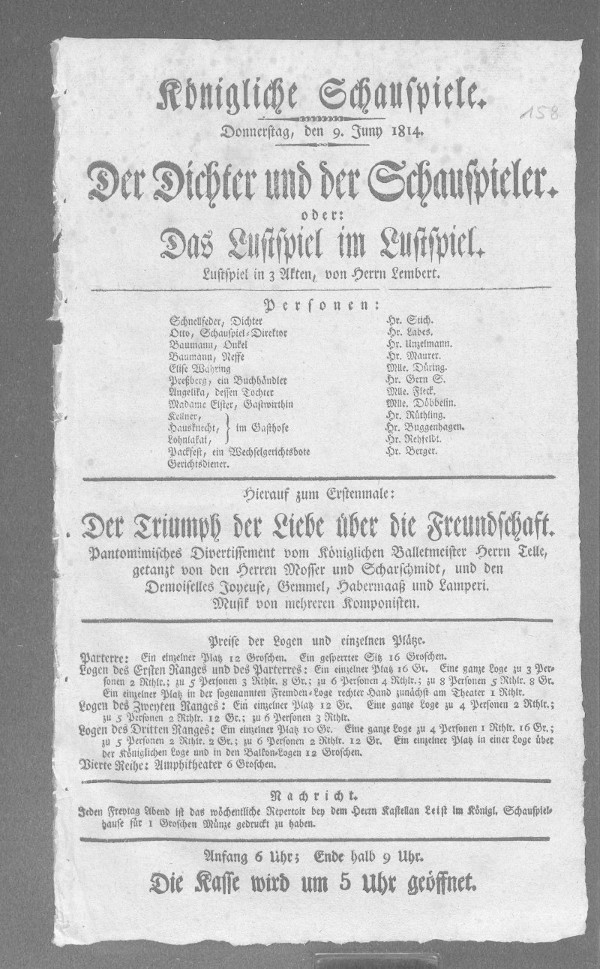 158
Königliche Schauspiele.
Donnerstag, den 9. Juny 1814.
Der Dichter und der Schauspieler.
oder:
Das Lustspiel im Lustspiel.
Lustspiel in 3 Akten, von Herrn Lembert.
Personen:
Schnellfeder, Dichter Hr. Stich.
Otto, Schauspiel-Direktor Hr. Labes.
Baumann, Onkel Hr. Unzelmann.
Baumann, Neffe Hr. Maurer.
Elise Wahring Mlle. Düring.
Preßberg, ein Buchhändler Hr. Gern S.
Angelika, dessen Tochter Mlle. Fleck.
Madame Elster, Gastwirthin Mlle. Döbbelin.
Kellner, Hr. Rüthling.
Hausknecht, im Gasthofe Hr. Buggenhagen.
Lohnlakai, Hr. Rehfeldt.
Packfest, ein Wechselgerichtsbote Hr. Berger.
Gerichtsdiener.
Hierauf zum Erstenmale:
Der Triumph der Liebe über die Freundschaft.
Pantomimisches Divertissement vom Königlichen Balletmeister Herrn Telle,
getanzt von den Herren Mosser und Scharschmidt, und den
Demoiselles Joyeuse, Gemmel, Habermaaß und Lamperi.
Musik von mehreren Komponisten.
Preise der Logen und einzelnen Plätze.
Parterre: Ein einzelner Platz 12 Groschen. Ein gesperrter Sitz 16 Groschen.
Logen des Ersten Ranges und des Parterres: Ein einzelner Platz 16 Gr. Eine ganze Loge zu 3 Per-
sonen 2 Rthlr.; zu 5 Personen 3 Rthlr. 8 Gr.; zu 6 Personen 4 Rthlr.; zu 8 Personen 5 Rthlr. 8 Gr.
Ein einzelner Platz in der sogenannten Fremden-Loge rechter Hand zunächst am Theater 1 Rthlr.
Logen des Zweyten Ranges: Ein einzelner Platz 12 Gr. Eine ganze Loge zu 4 Personen 2 Rthlr.;
zu 5 Personen 2 Rthlr. 12 Gr.; zu 6 Personen 3 Rthlr.
Logen des Dritten Ranges: Ein einzelner Platz 10 Gr. Eine ganze Loge zu 4 Personen 1 Rthlr. 16 Gr.;
zu 5 Personen 2 Rthlr. 2 Gr.; zu 6 Personen 2 Rthlr. 12 Gr. Ein einzelner Platz in einer Loge über
der Königlichen Loge und in den Balkon-Logen 12 Groschen.
Vierte Reihe: Amphitheater 6 Groschen.
Nachricht.
Jeden Freytag Abend ist das wöchentliche Repertoir bey dem Herrn Kastellan Leist im Königl. Schauspiel-
hause für 1 Groschen Münze gedruckt zu haben.
Anfang 6 Uhr; Ende halb 9 Uhr.
Die Kasse wird um 5 Uhr geöffnet.